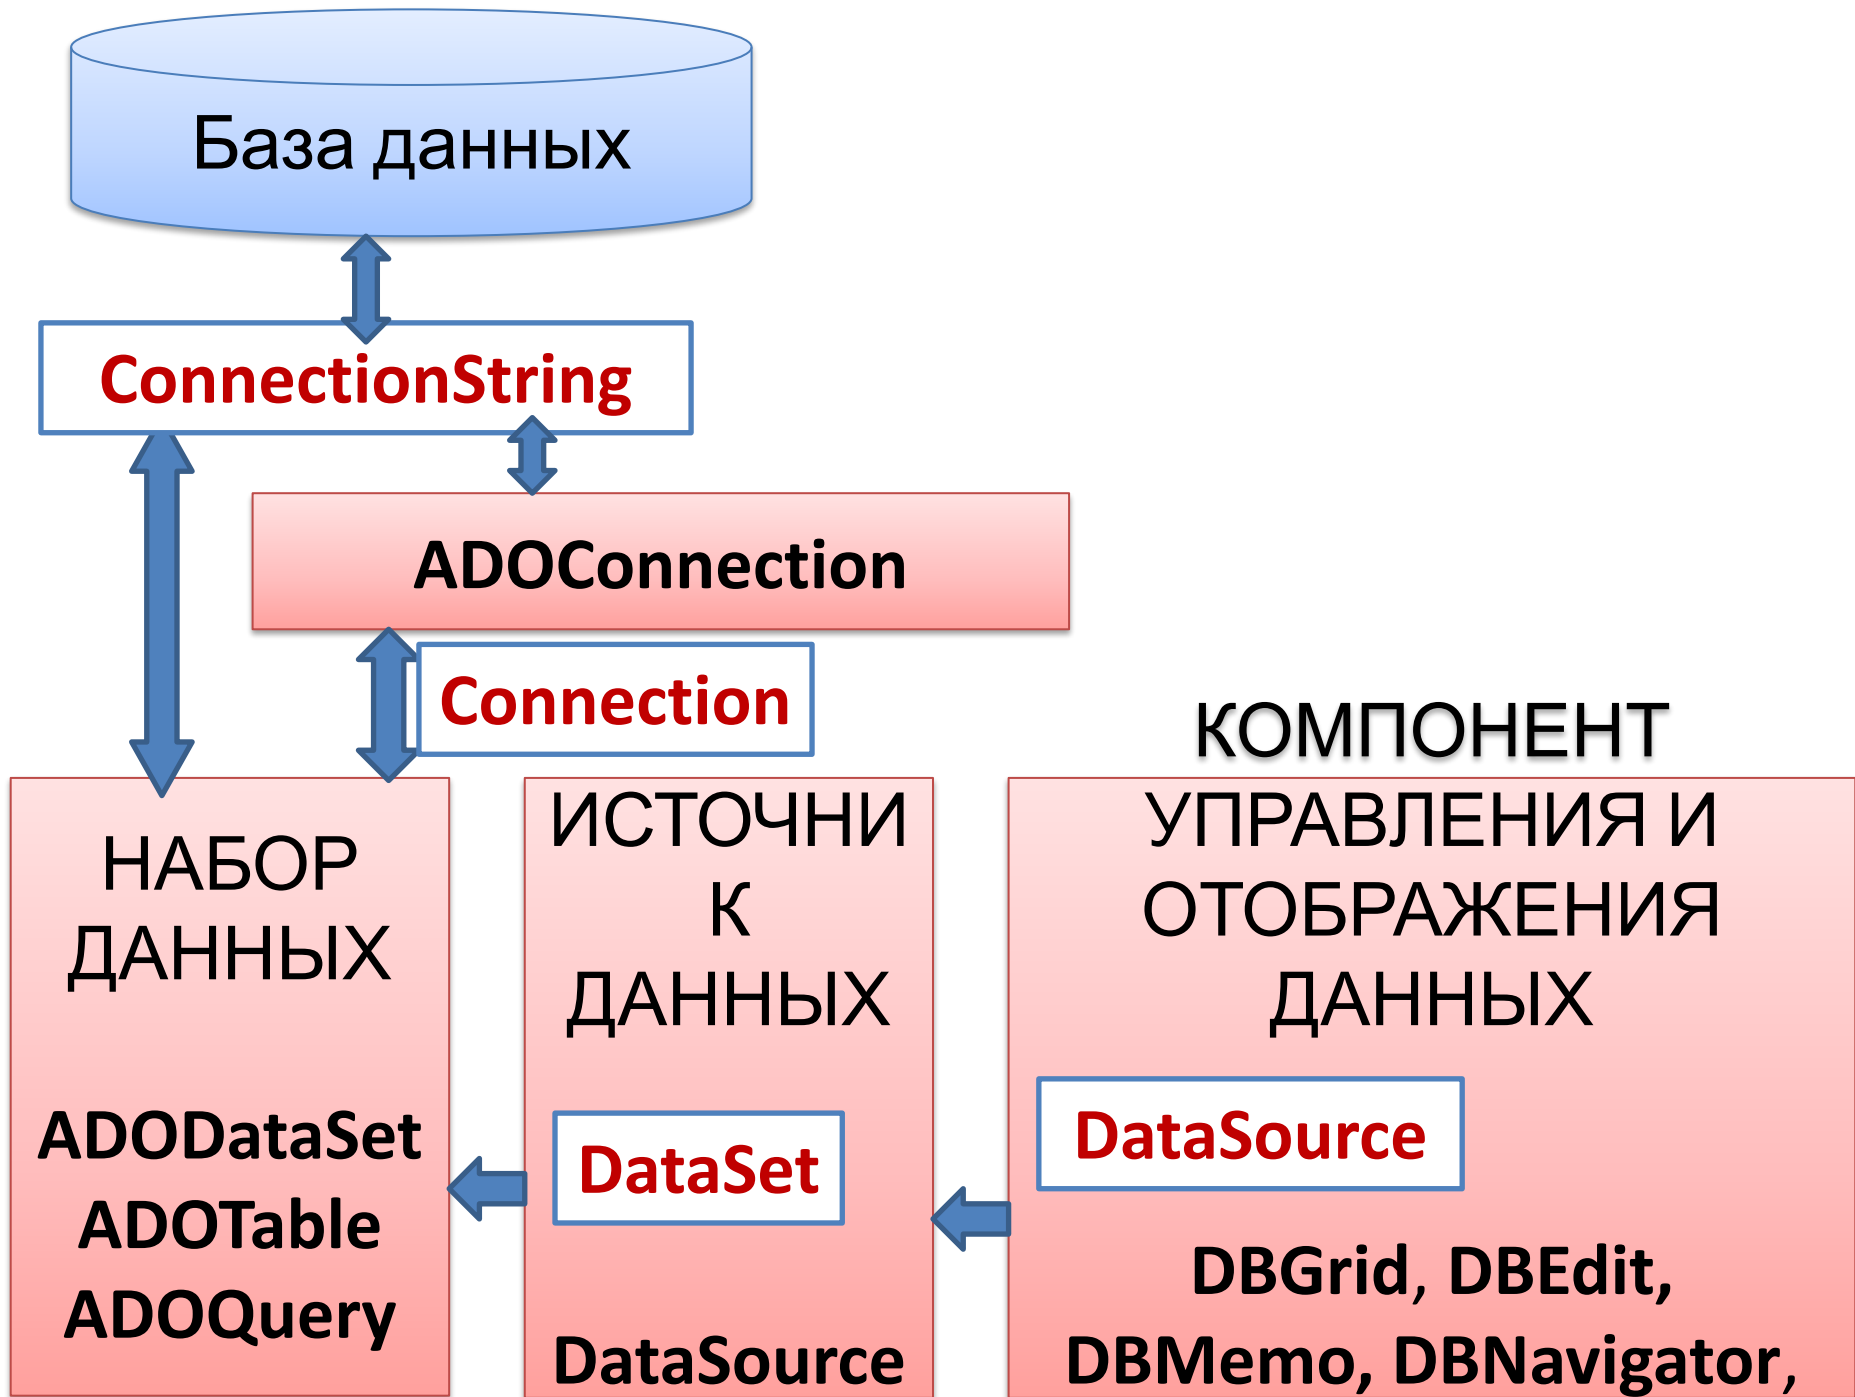 База данных
ConnectionString
ADOConnection
Connection
НАБОР
ДАННЫХ
ADODataSet
ADOTable
ADOQuery
ИСТОЧНИ
К
ДАННЫХ
DataSet
DataSource
КОМПОНЕНТ
УПРАВЛЕНИЯ И
ОТОБРАЖЕНИЯ
ДАННЫХ
DataSource
DBGrid, DBEdit,
DBMemo, DBNavigator,